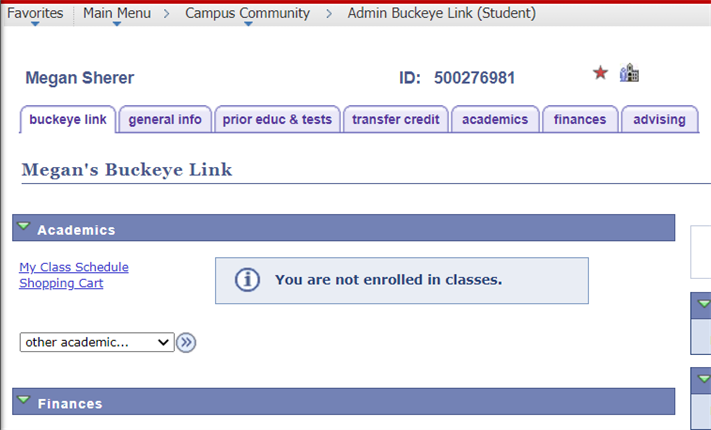 Favorites Main Menu > Campus Community > Admin Buckeye Link (Student)
Megan Sherer ID: 500276981
buckeye link general info prior educ & tests transfer credit academics finances advising
Megan's Buckeye Link
Academics
My Class Schedule
Shopping Cart
You are not enrolled in classes.
other academic...
Finances